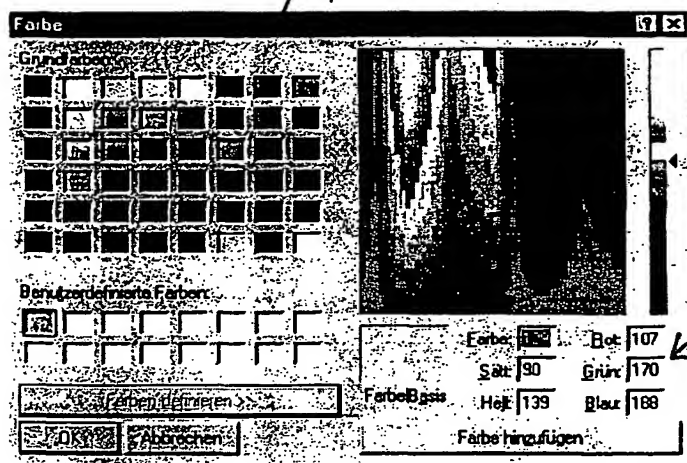 Farbe
Grundfarben:
Benutzerdefinierte Farben:
Farben definieren >>
OK
Abbrechen
Farbe:
Rot: 107
Sätt: 90
Grün: 170
Farbe|Basis
Hell: 139
Blau: 188
Farbe hinzufügen